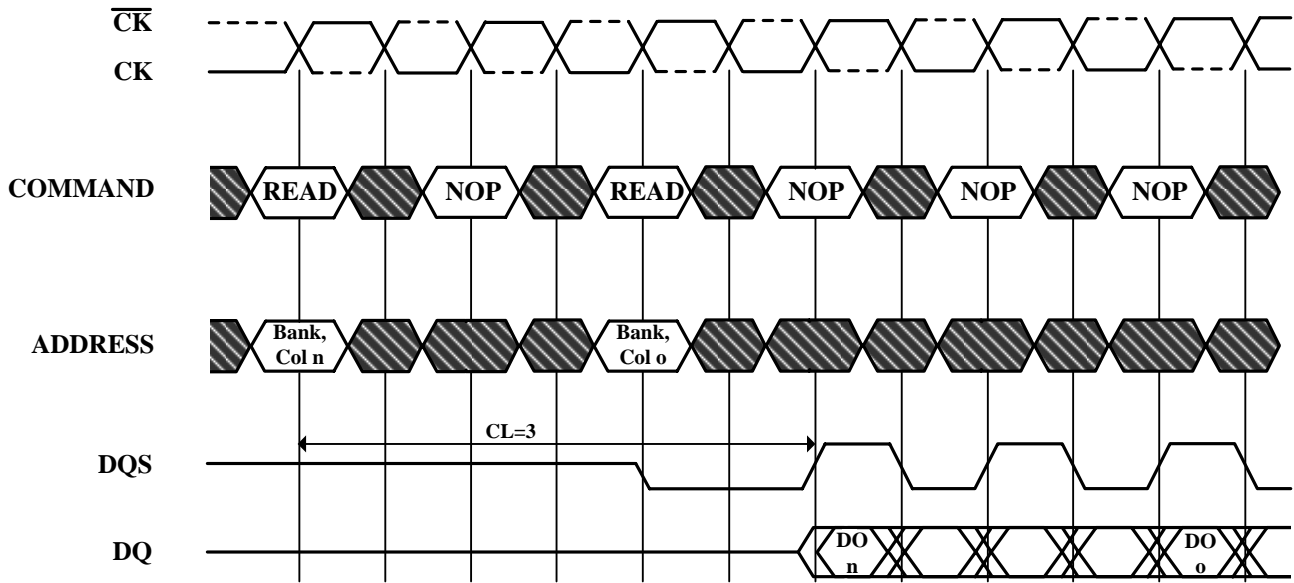 CK
CK
COMMAND READ NOP READ NOP NOP NOP
ADDRESS
Bank,
Col n
Bank,
Col o
CL=3
DQS
DQ
DO
n
DO
o